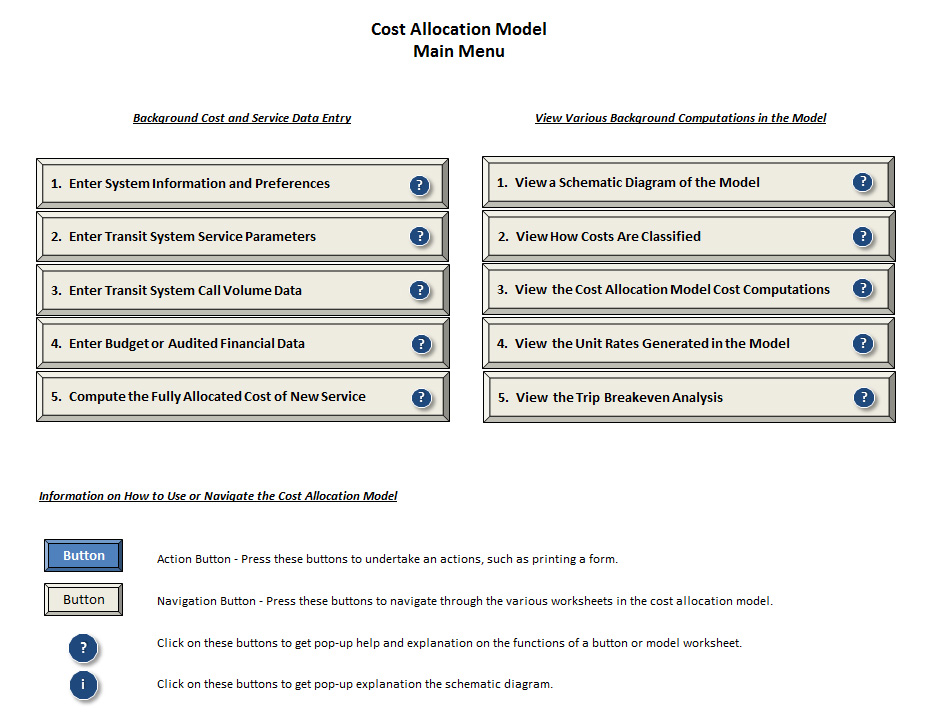 Cost Allocation Model
Main Menu
Background Cost and Service Data Entry
1. Enter System Information and Preferences ?
2. Enter Transit System Service Parameters ?
3. Enter Transit System Call Volume Data ?
4. Enter Budget or Audited Financial Data ?
5. Compute the Fully Allocated Cost of New Service ?
View Various Background Computations in the Model
1. View a Schematic Diagram of the Model ?
2. View How Costs Are Classified ?
3. View the Cost Allocation Model Cost Computations ?
4. View the Unit Rates Generated in the Model ?
5. View the Trip Breakeven Analysis ?
Information on How to Use or Navigate the Cost Allocation Model
Button Action Button - Press these buttons to undertake an actions, such as printing a form.
Button Navigation Button - Press these buttons to navigate through the various worksheets in the cost allocation model.
? Click on these buttons to get pop-up help and explanation on the functions of a button or model worksheet.
i Click on these buttons to get pop-up explanation the schematic diagram.